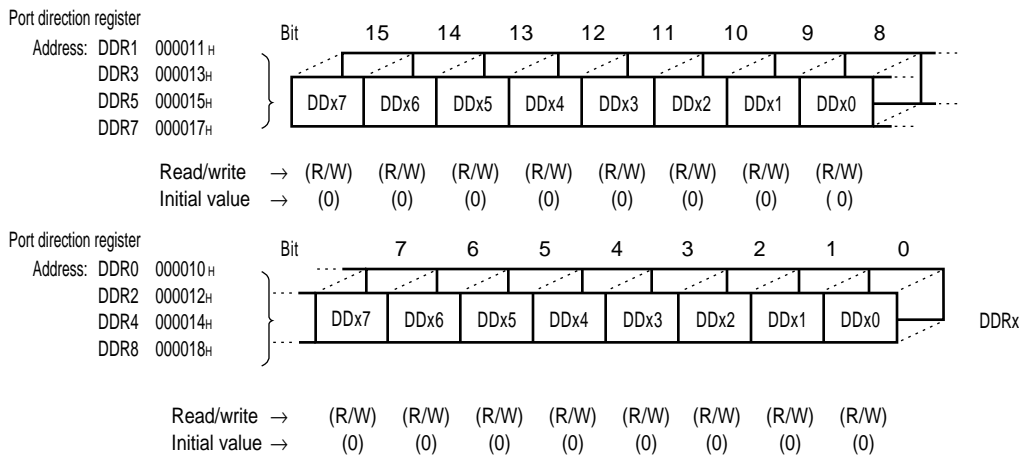 Port direction register
Bit 15 14 13 12 11 10 9 8
Address: DDR1 000011 H
DDR3 000013H
DDR5 000015H
DDR7 000017H
DDx7 DDx6 DDx5 DDx4 DDx3 DDx2 DDx1 DDx0
Read/write → (R/W) (R/W) (R/W) (R/W) (R/W) (R/W) (R/W) (R/W)
Initial value → (0) (0) (0) (0) (0) (0) (0) ( 0)
Port direction register
Bit 7 6 5 4 3 2 1 0
Address: DDR0 000010 H
DDR2 000012H
DDR4 000014H
DDR8 000018H
DDx7 DDx6 DDx5 DDx4 DDx3 DDx2 DDx1 DDx0 DDRx
Read/write → (R/W) (R/W) (R/W) (R/W) (R/W) (R/W) (R/W) (R/W)
Initial value → (0) (0) (0) (0) (0) (0) (0) (0)